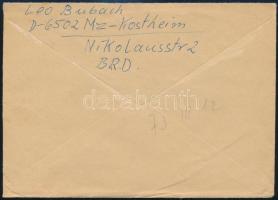 Leo Bubach
D-6502 Mz-Kostheim
Nikolausstr 2
BRD.
darabanth